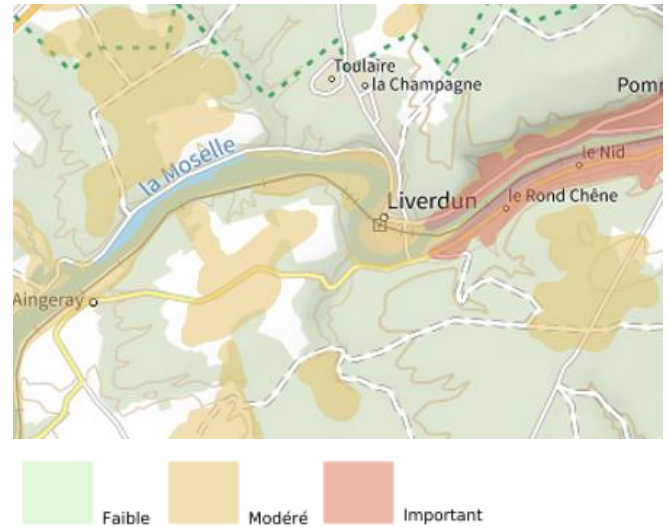 Toulaire
la Champagne
Pomp
la Moselle
le Nid
Liverdun
le Rond Chêne
Aingeray
Faible
Modéré
Important